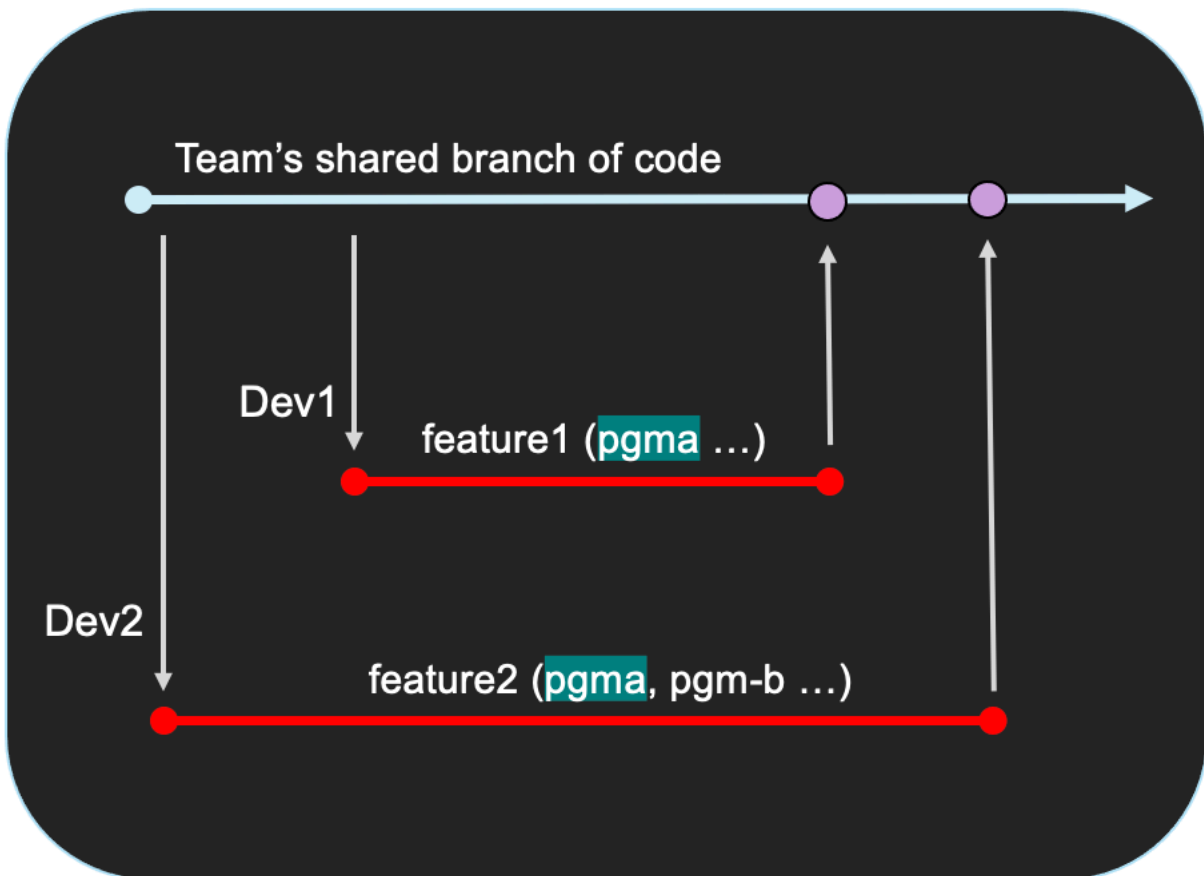 Team’s shared branch of code
Dev1
feature1 (pgma …)
Dev2
feature2 (pgma, pgm-b …)